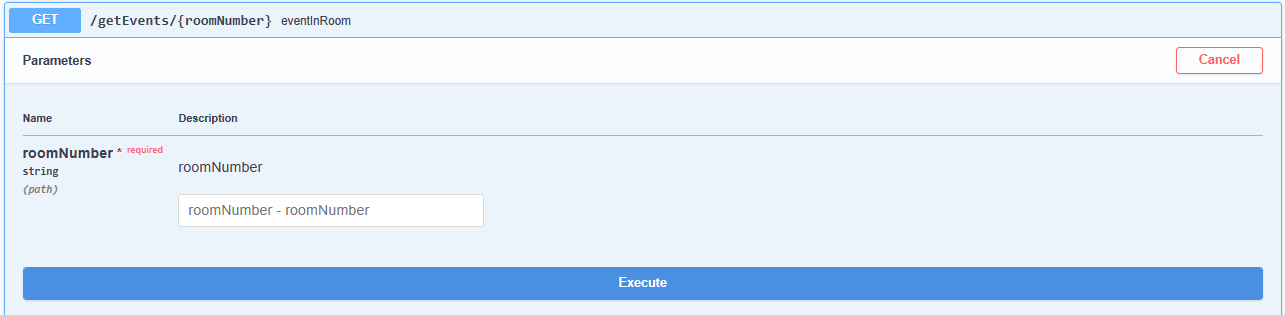 GET /getEvents/{roomNumber} eventInRoom
Parameters Cancel
Name Description
roomNumber * required
string
(path)
roomNumber
roomNumber - roomNumber
Execute